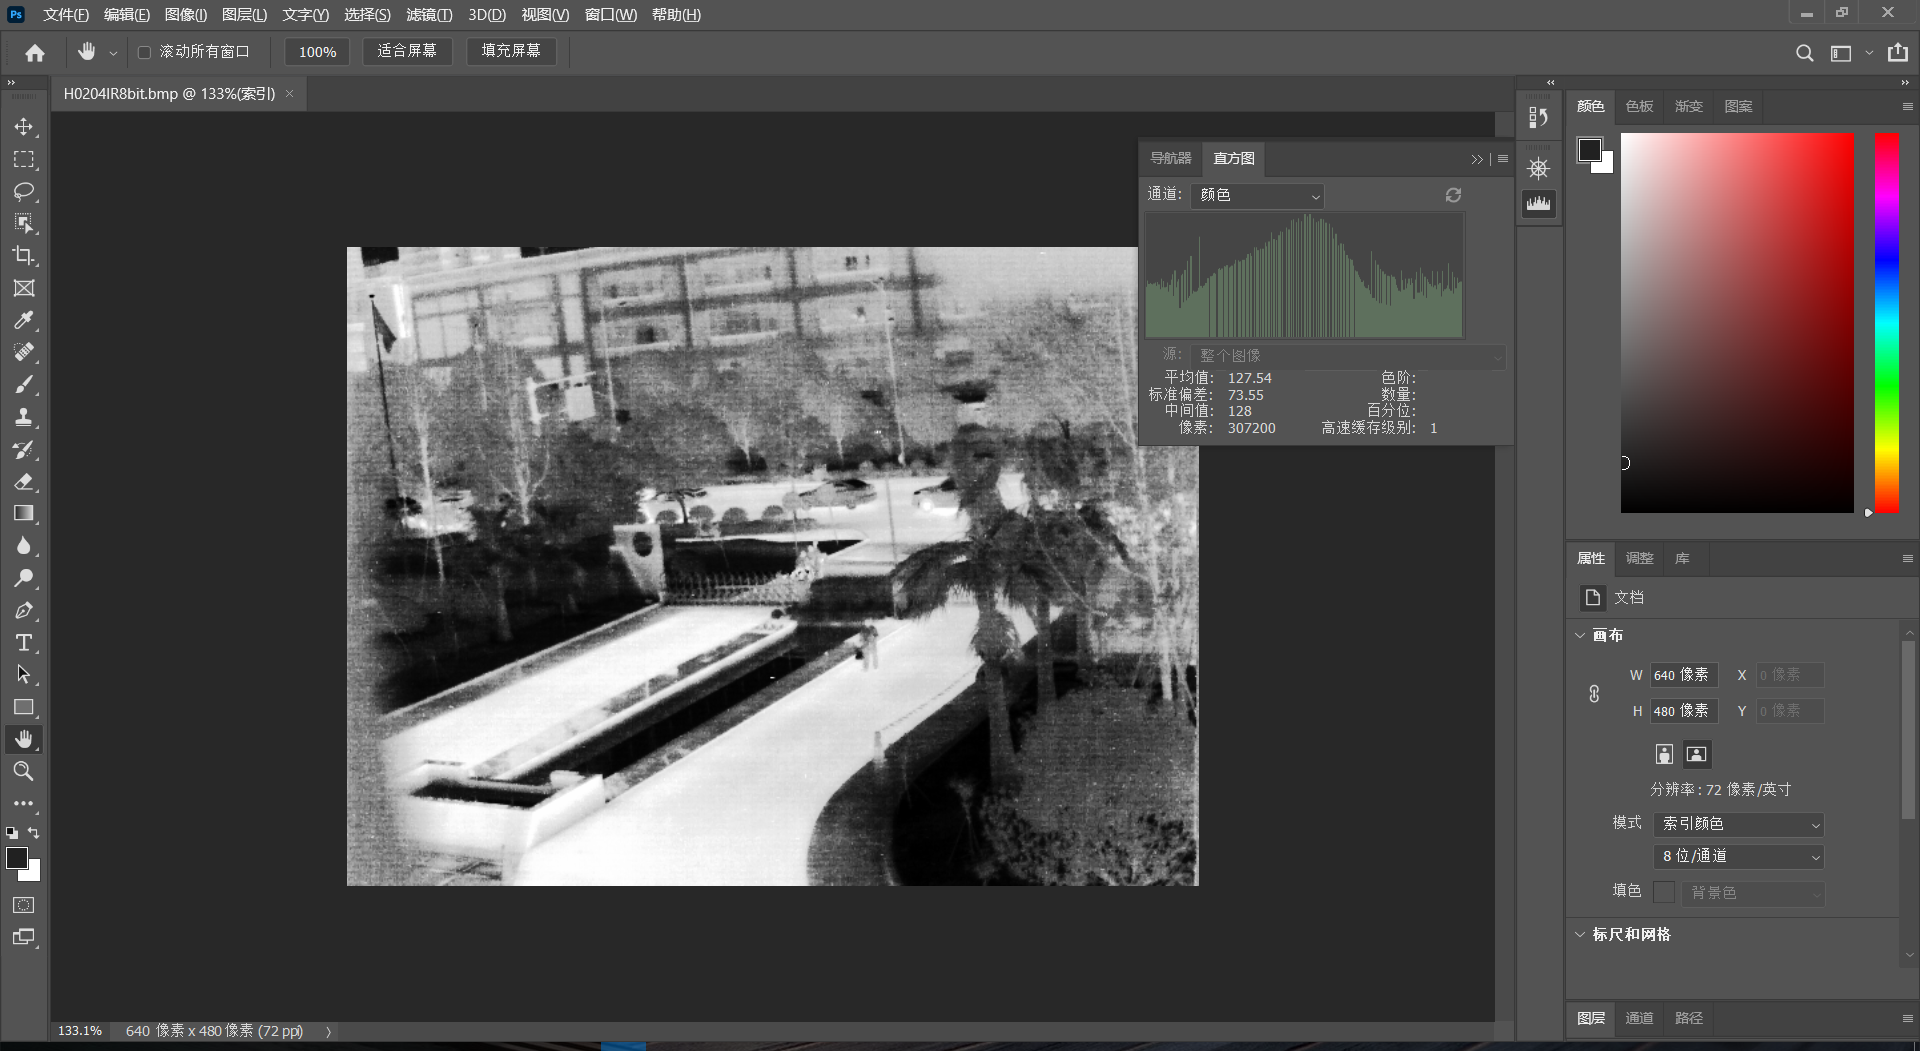 Ps 文件(F) 编辑(E) 图像(I) 图层(L) 文字(Y) 选择(S) 滤镜(T) 3D(D) 视图(V) 窗口(W) 帮助(H)
滚动所有窗口 100% 适合屏幕 填充屏幕
H0204IR8bit.bmp @ 133%(索引) ×
颜色 色板 渐变 图案
导航器 直方图
通道: 颜色
源: 整个图像
平均值: 127.54 色阶:
标准偏差: 73.55 数量:
中间值: 128 百分位:
像素: 307200 高速缓存级别: 1
属性 调整 库
文档
画布
W 640 像素 X 0 像素
H 480 像素 Y 0 像素
分辨率: 72 像素/英寸
模式 索引颜色
8 位/通道
填色 背景色
标尺和网格
图层 通道 路径
133.1% 640 像素 x 480 像素 (72 ppi)